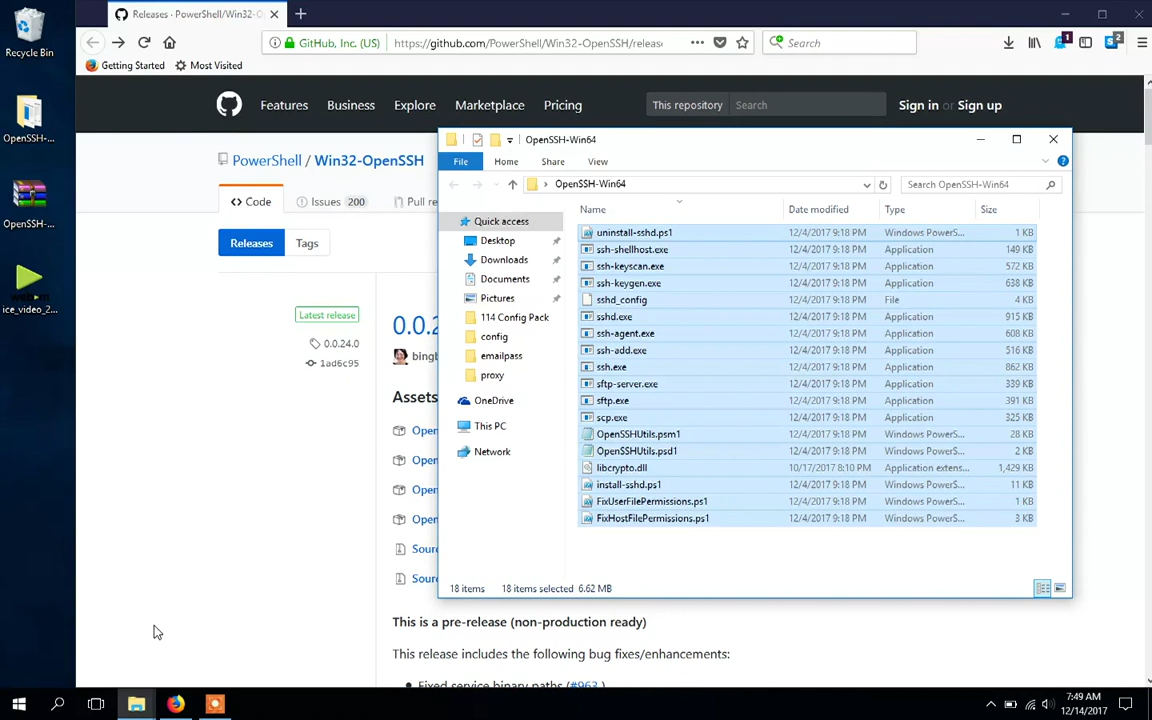 Recycle Bin
OpenSSH-...
OpenSSH-...
ice_video_2...
Releases · PowerShell/Win32-O
GitHub, Inc. (US)
https://github.com/PowerShell/Win32-OpenSSH/release
Search
1
2
Getting Started
Most Visited
Features
Business
Explore
Marketplace
Pricing
This repository
Search
Sign in or Sign up
PowerShell / Win32-OpenSSH
<> Code
Issues 200
Pull re
Releases
Tags
Latest release
0.0.24.0
1ad6c95
0.0.2
bingb
Assets
Open
Open
Open
Open
Sour
Sour
This is a pre-release (non-production ready)
This release includes the following bug fixes/enhancements:
Fixed service binary paths (#963 )
OpenSSH-Win64
File
Home
Share
View
OpenSSH-Win64
Search OpenSSH-Win64
Quick access
Desktop
Downloads
Documents
Pictures
114 Config Pack
config
emailpass
proxy
OneDrive
This PC
Network
Name Date modified Type Size
uninstall-sshd.ps1 12/4/2017 9:18 PM Windows PowerS... 1 KB
ssh-shellhost.exe 12/4/2017 9:18 PM Application 149 KB
ssh-keyscan.exe 12/4/2017 9:18 PM Application 572 KB
ssh-keygen.exe 12/4/2017 9:18 PM Application 638 KB
sshd_config 12/4/2017 9:18 PM File 4 KB
sshd.exe 12/4/2017 9:18 PM Application 915 KB
ssh-agent.exe 12/4/2017 9:18 PM Application 608 KB
ssh-add.exe 12/4/2017 9:18 PM Application 516 KB
ssh.exe 12/4/2017 9:18 PM Application 862 KB
sftp-server.exe 12/4/2017 9:18 PM Application 339 KB
sftp.exe 12/4/2017 9:18 PM Application 391 KB
scp.exe 12/4/2017 9:18 PM Application 325 KB
OpenSSHUtils.psm1 12/4/2017 9:18 PM Windows PowerS... 28 KB
OpenSSHUtils.psd1 12/4/2017 9:18 PM Windows PowerS... 2 KB
libcrypto.dll 10/17/2017 8:10 PM Application extens... 1,429 KB
install-sshd.ps1 12/4/2017 9:18 PM Windows PowerS... 11 KB
FixUserFilePermissions.ps1 12/4/2017 9:18 PM Windows PowerS... 1 KB
FixHostFilePermissions.ps1 12/4/2017 9:18 PM Windows PowerS... 3 KB
18 items 18 items selected 6.62 MB
7:49 AM
12/14/2017